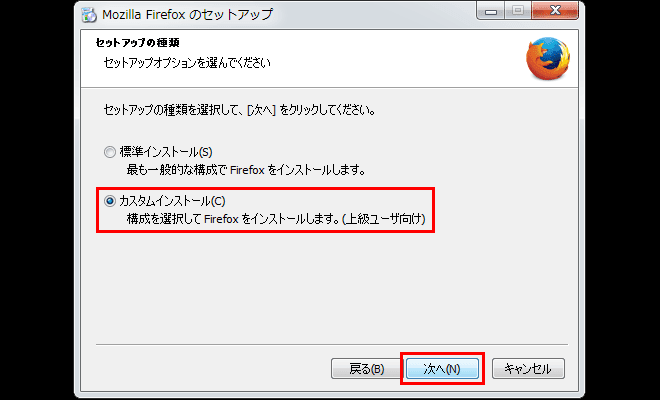 Mozilla Firefox のセットアップ
セットアップの種類
セットアップオプションを選んでください
セットアップの種類を選択して、[次へ] をクリックしてください。
標準インストール(S)
最も一般的な構成で Firefox をインストールします。
カスタムインストール(C)
構成を選択して Firefox をインストールします。(上級ユーザ向け)
戻る(B) 次へ(N) キャンセル